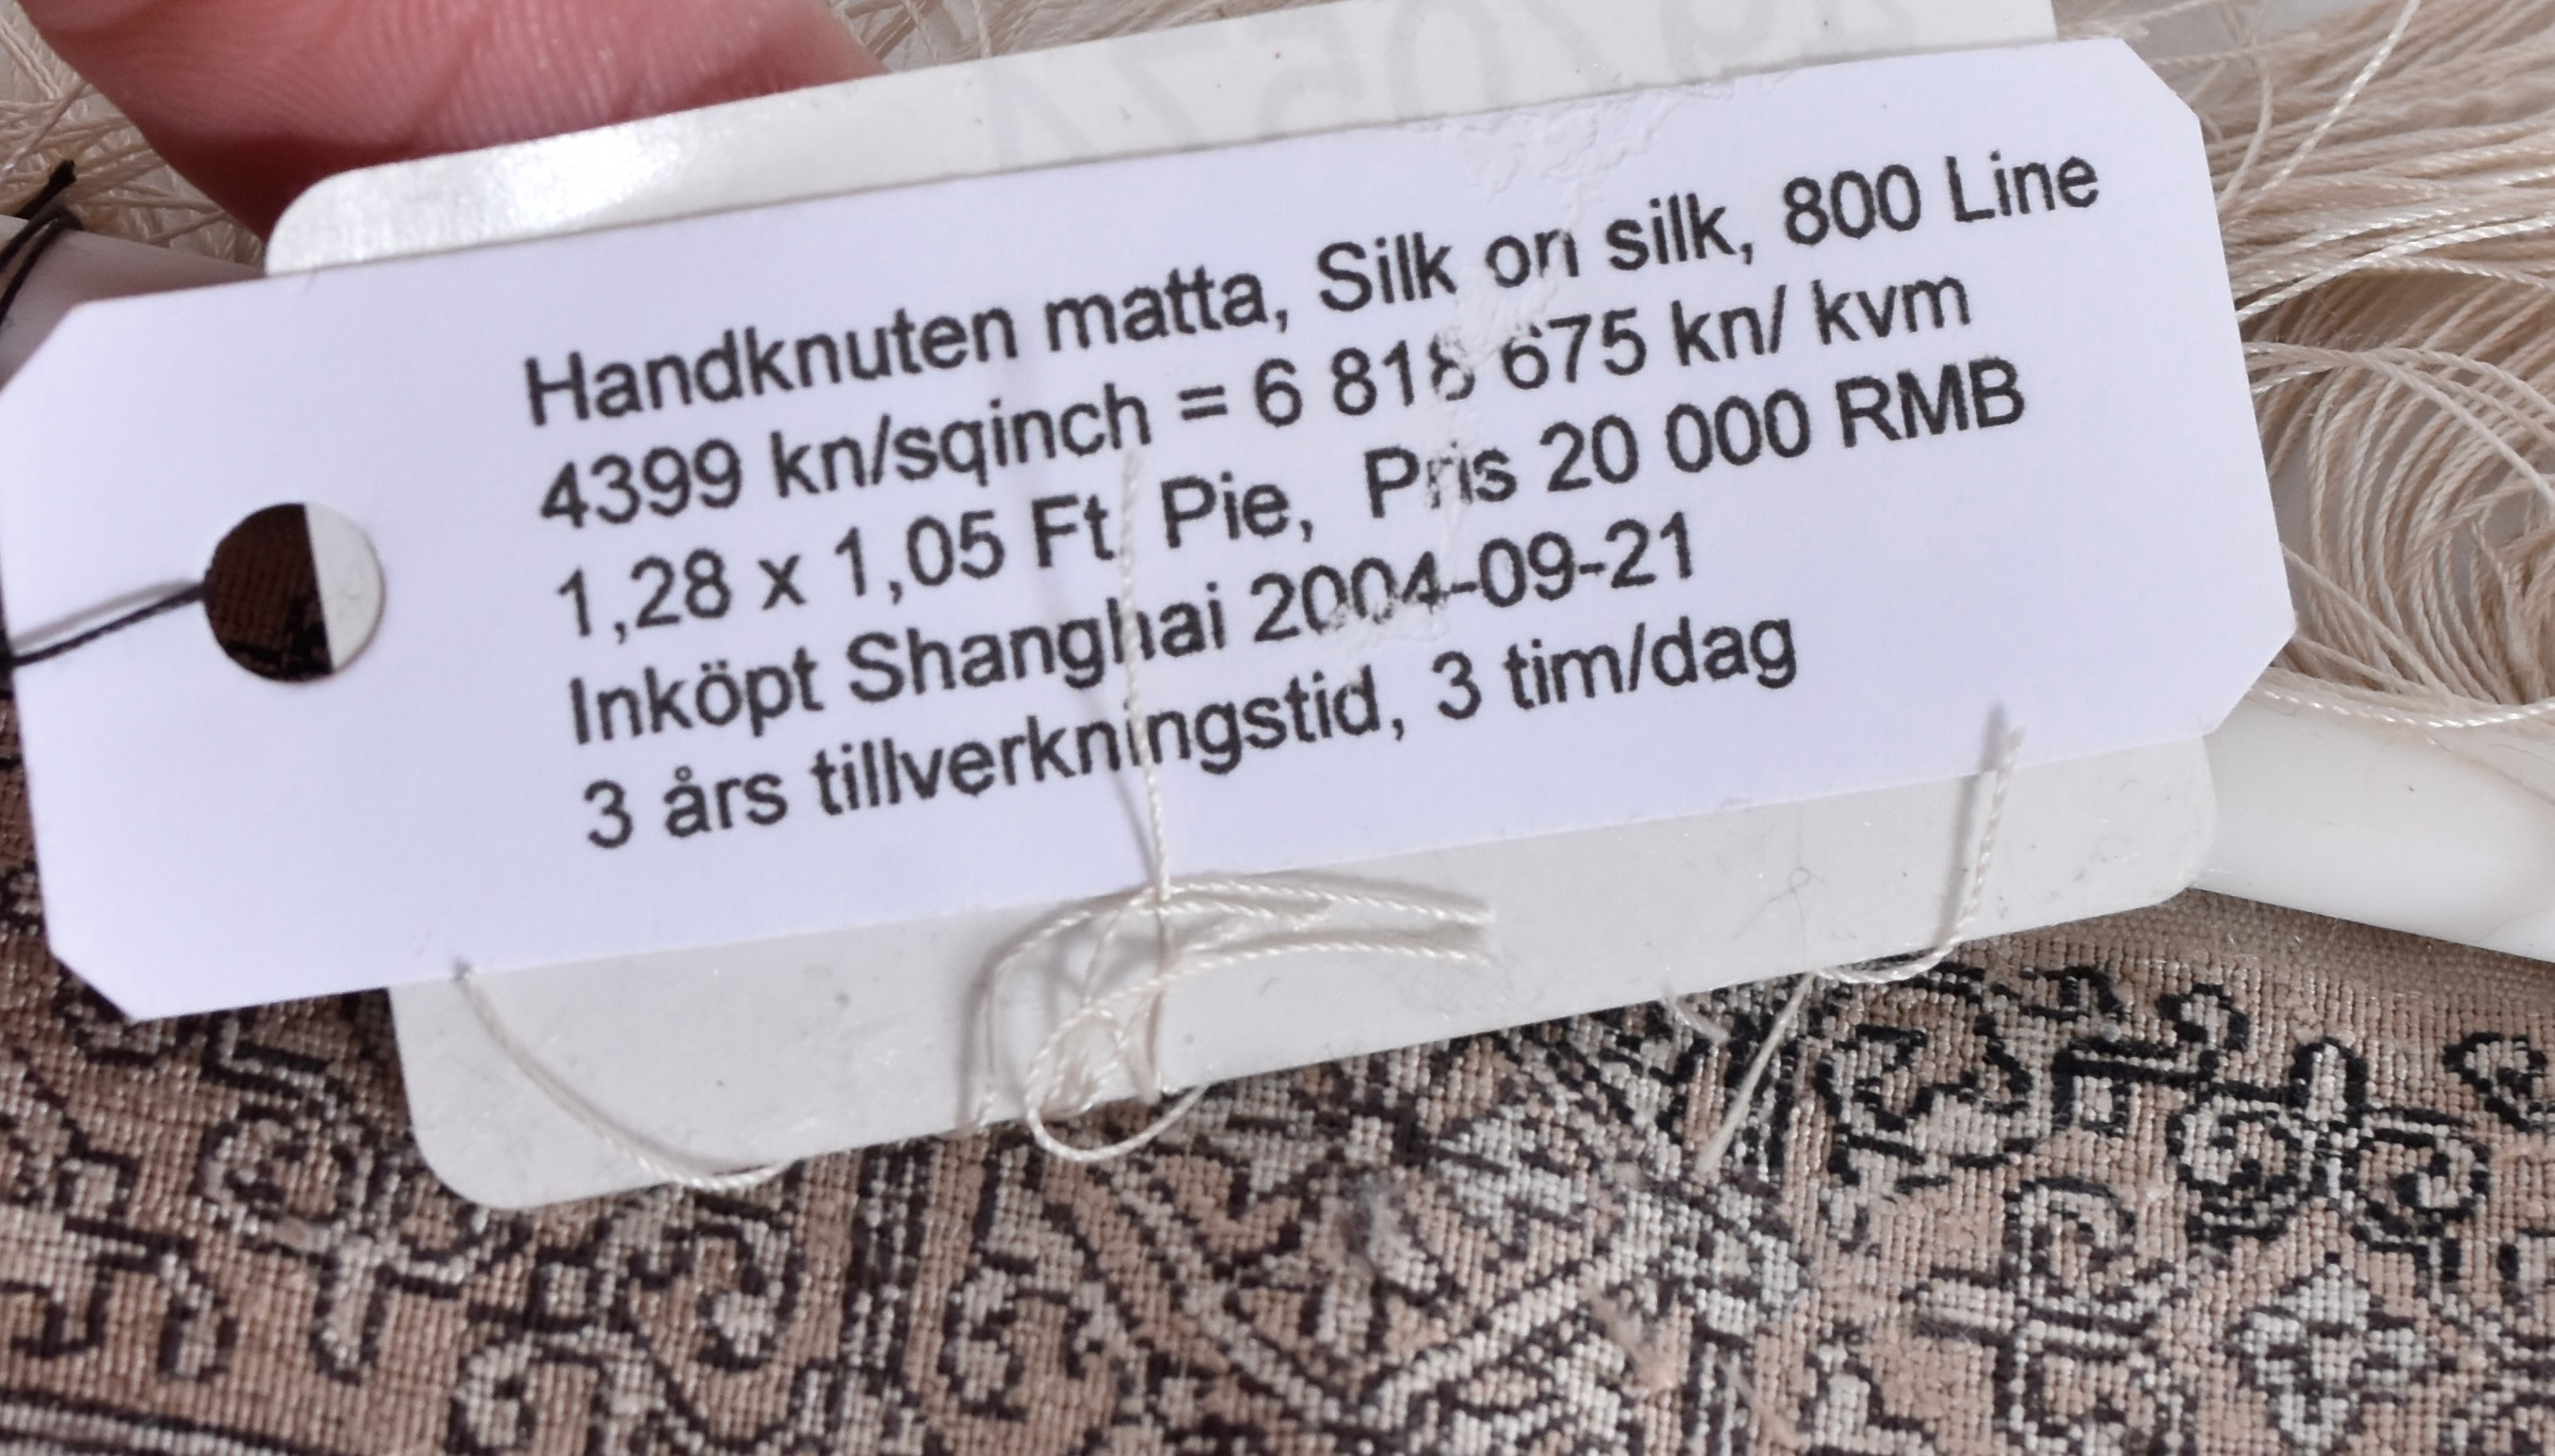 Handknuten matta, Silk on silk, 800 Line
4399 kn/sqinch = 6 818 675 kn/ kvm
1,28 x 1,05 Ft Pie, Pris 20 000 RMB
Inköpt Shanghai 2004-09-21
3 års tillverkningstid, 3 tim/dag